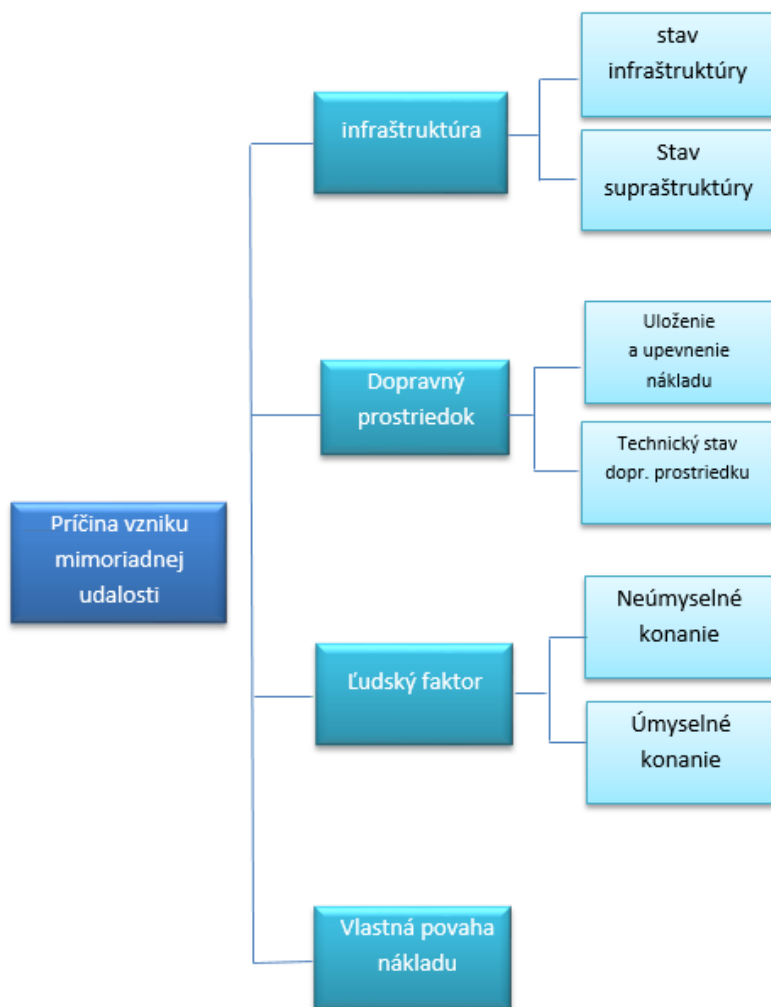 Príčina vzniku
mimoriadnej
udalosti
infraštruktúra
stav
infraštruktúry
Stav
supraštruktúry
Dopravný
prostriedok
Uloženie
a upevnenie
nákladu
Technický stav
dopr. prostriedku
Ľudský faktor
Neúmyselné
konanie
Úmyselné
konanie
Vlastná povaha
nákladu